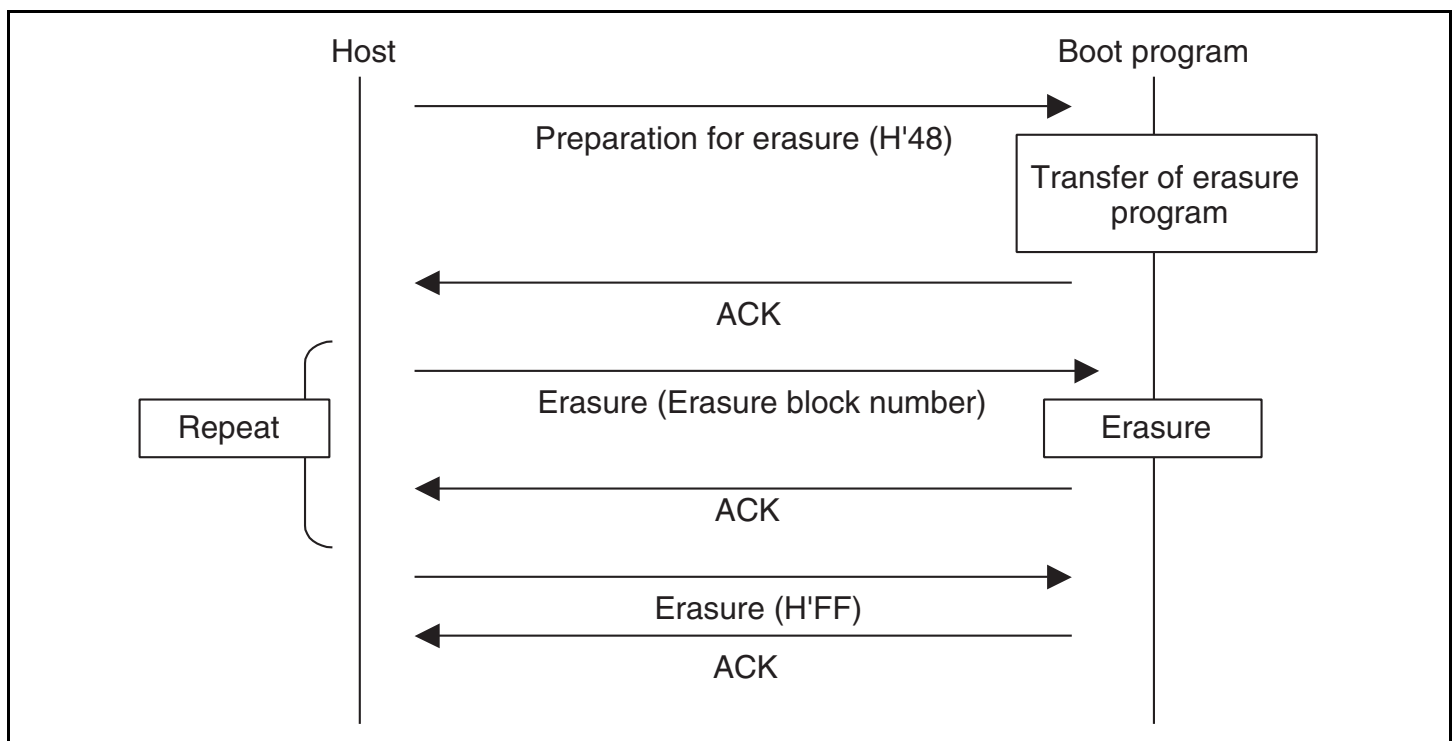 Host
Boot program
Preparation for erasure (H'48)
Transfer of erasure
program
ACK
Erasure (Erasure block number)
Repeat
Erasure
ACK
Erasure (H'FF)
ACK